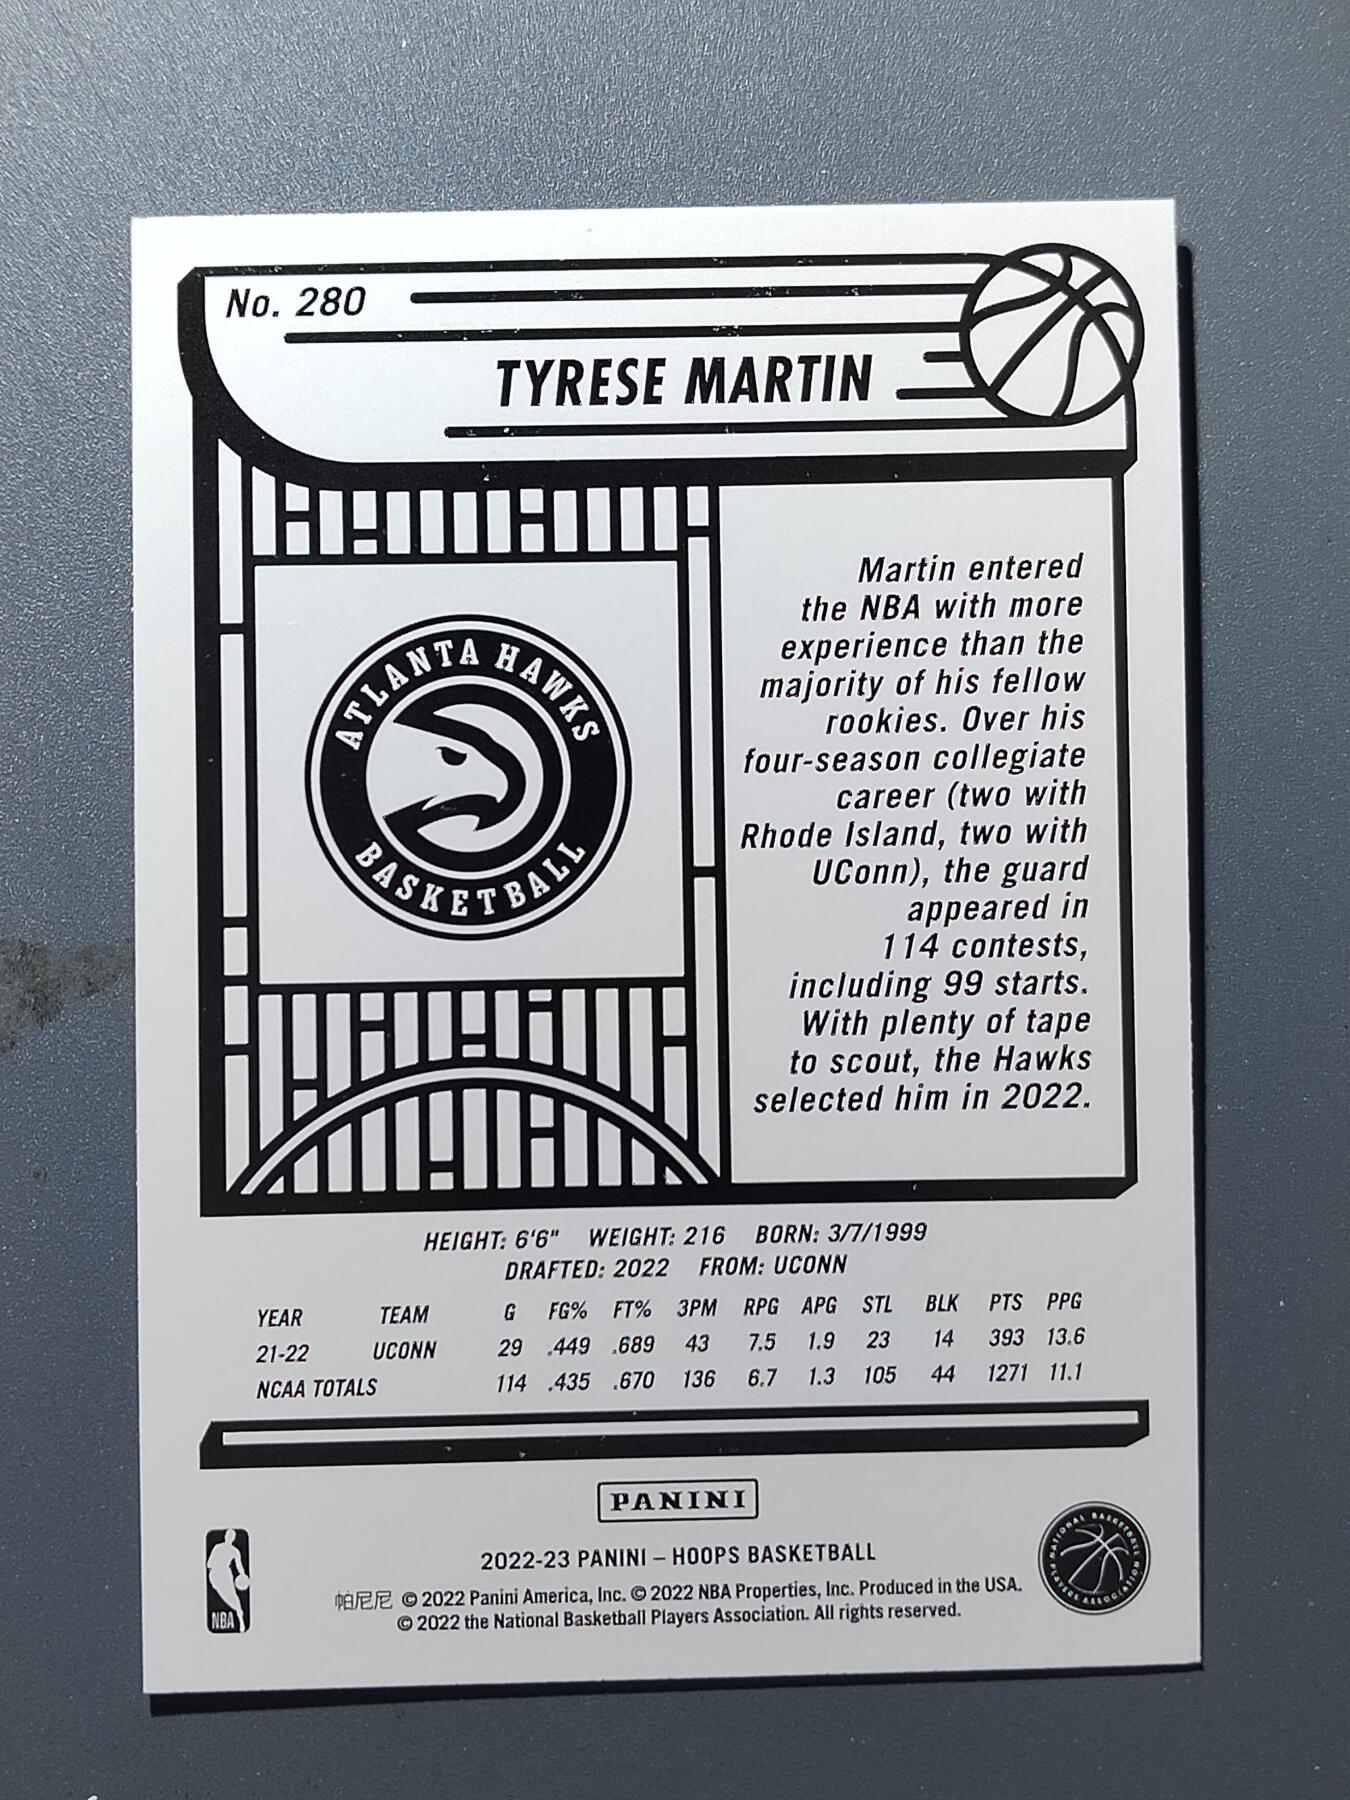 No. 280
TYRESE MARTIN
ATLANTA HAWKS
BASKETBALL
Martin entered
the NBA with more
experience than the
majority of his fellow
rookies. Over his
four-season collegiate
career (two with
Rhode Island, two with
UConn), the guard
appeared in
114 contests,
including 99 starts.
With plenty of tape
to scout, the Hawks
selected him in 2022.
HEIGHT: 6'6" WEIGHT: 216 BORN: 3/7/1999
DRAFTED: 2022 FROM: UCONN
YEAR TEAM G FG% FT% 3PM RPG APG STL BLK PTS PPG
21-22 UCONN 29 .449 .689 43 7.5 1.9 23 14 393 13.6
NCAA TOTALS 114 .435 .670 136 6.7 1.3 105 44 1271 11.1
PANINI
2022-23 PANINI – HOOPS BASKETBALL
帕尼尼 © 2022 Panini America, Inc. © 2022 NBA Properties, Inc. Produced in the USA.
© 2022 the National Basketball Players Association. All rights reserved.
NBA
NATIONAL BASKETBALL
PLAYERS ASSOCIATION